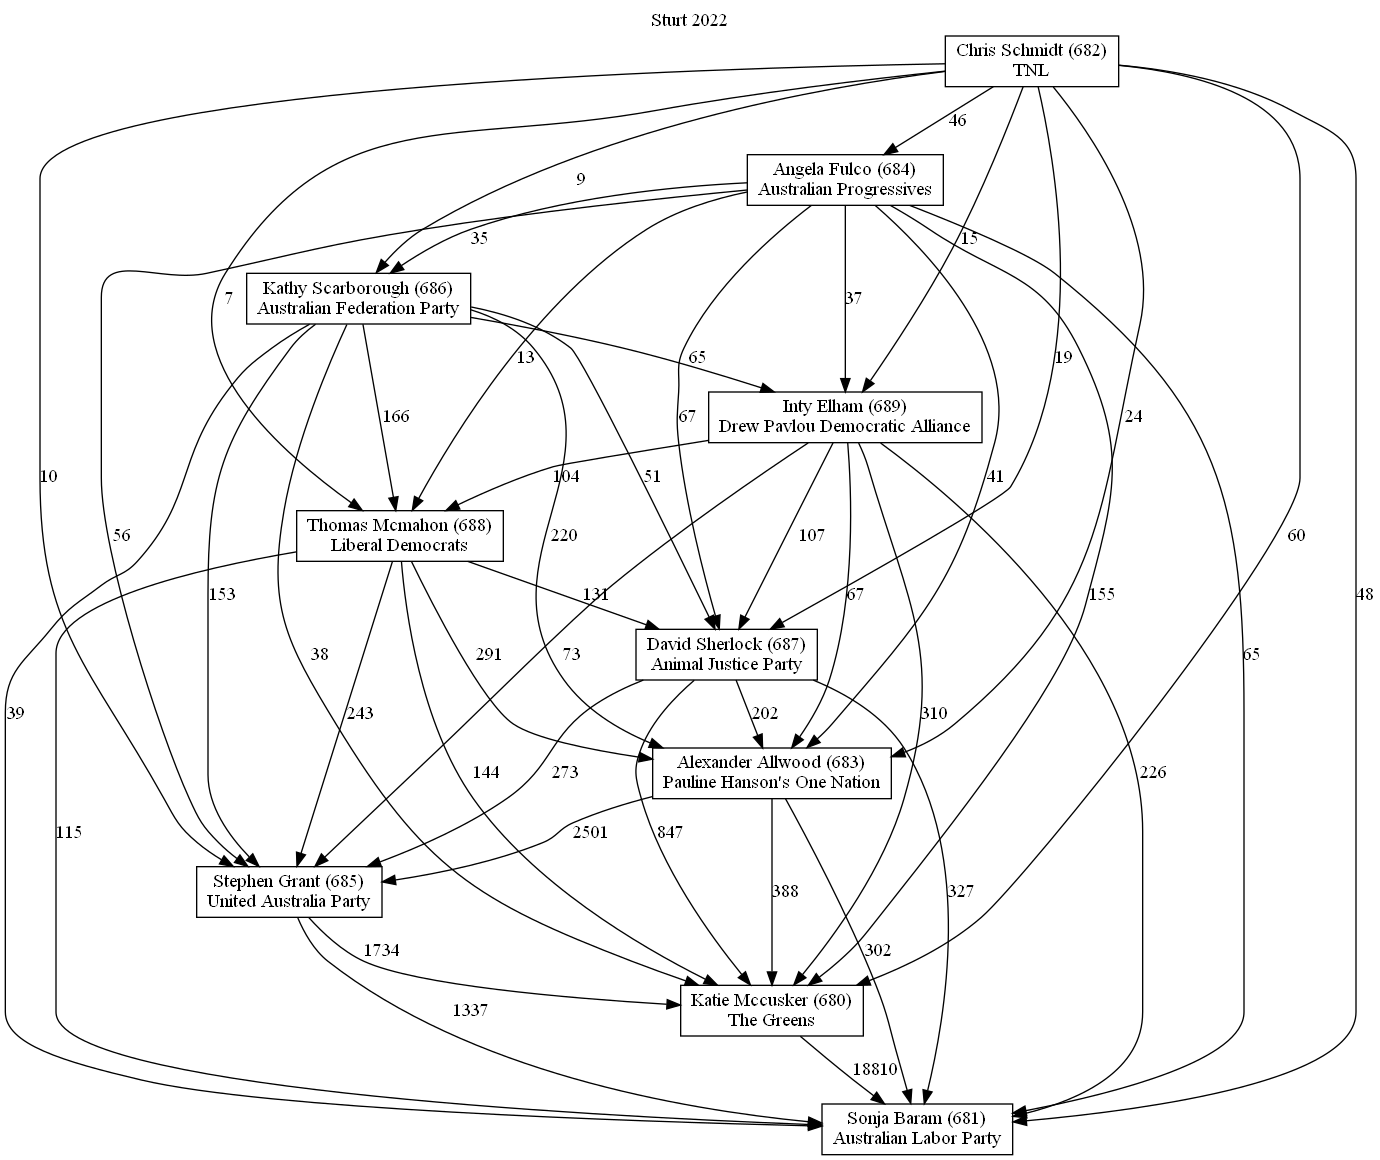 Sturt 2022
Chris Schmidt (682)
TNL
46
Angela Fulco (684)
Australian Progressives
9
35
15
7
Kathy Scarborough (686)
Australian Federation Party
37
13
65
19
166
67
Inty Elham (689)
Drew Pavlou Democratic Alliance
24
10
104
51
41
Thomas Mcmahon (688)
Liberal Democrats
56
220
107
60
153
131
67
155
48
David Sherlock (687)
Animal Justice Party
38
291
73
65
39
243
202
310
Alexander Allwood (683)
Pauline Hanson's One Nation
144
273
226
115
2501
847
Stephen Grant (685)
United Australia Party
388
327
1734
302
Katie Mccusker (680)
The Greens
1337
18810
Sonja Baram (681)
Australian Labor Party